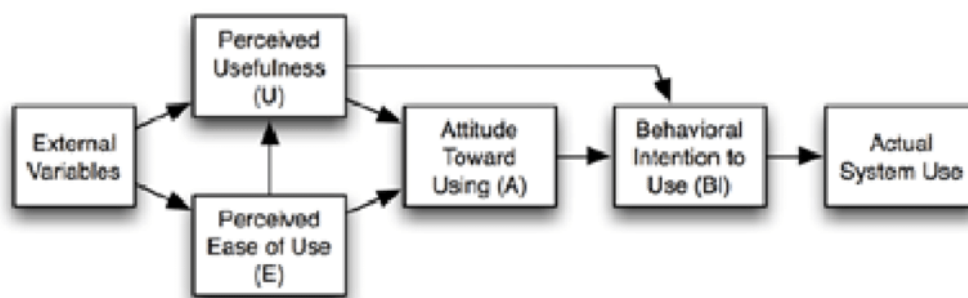 Perceived
Usefulness
(U)
External
Variables
Perceived
Ease of Use
(E)
Attitude
Toward
Using (A)
Behavioral
Intention to
Use (BI)
Actual
System Use